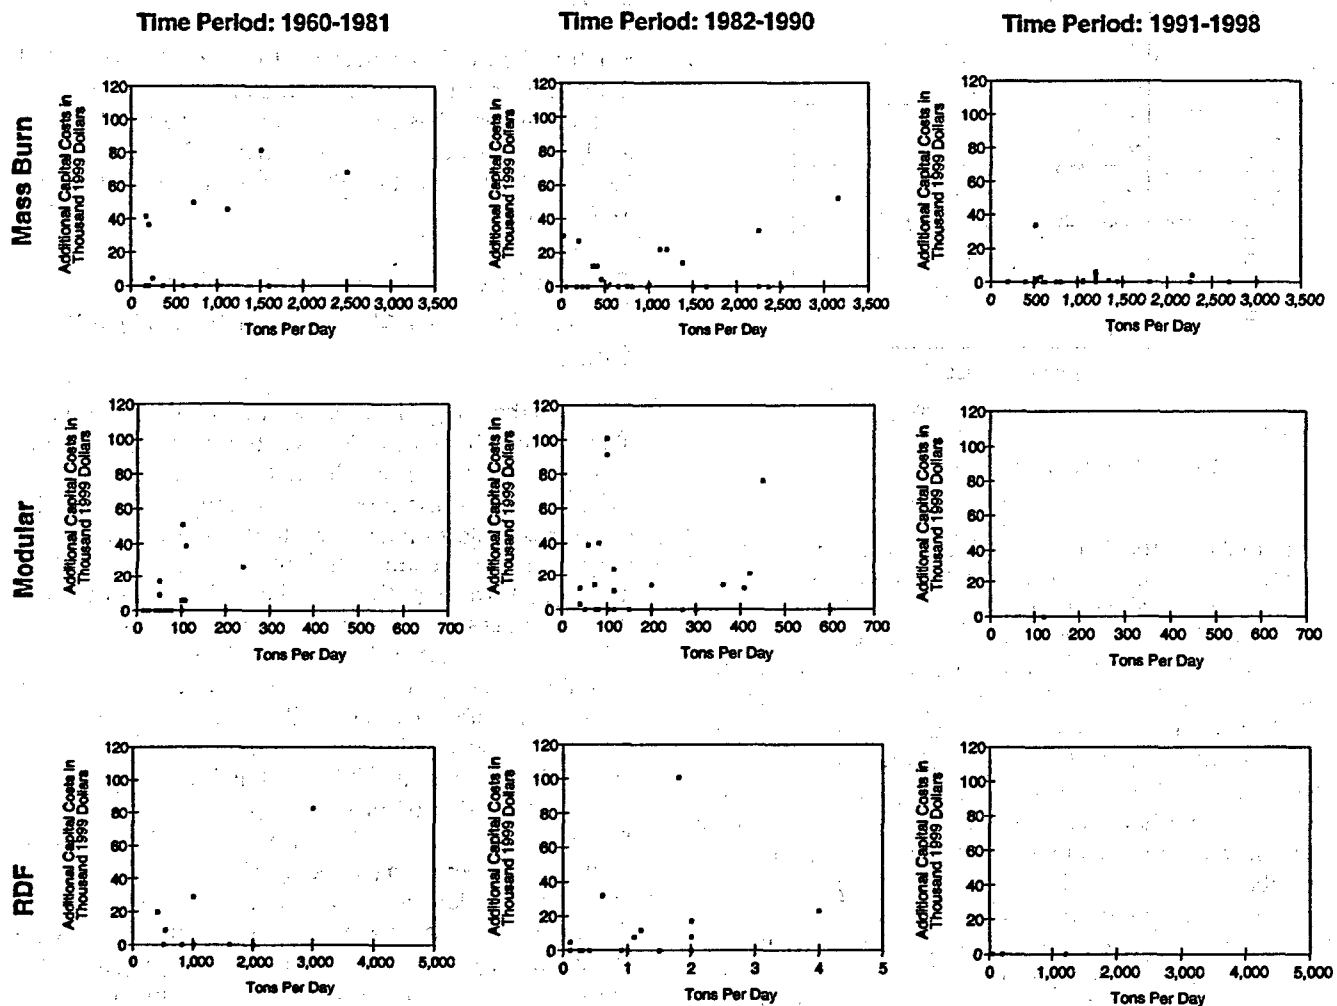 Time Period: 1960-1981
Time Period: 1982-1990
Time Period: 1991-1998
Mass Burn
Additional Capital Costs in
Thousand 1999 Dollars
120
100
80
60
40
20
0
0 500 1,000 1,500 2,000 2,500 3,000 3,500
Tons Per Day
Additional Capital Costs in
Thousand 1999 Dollars
120
100
80
60
40
20
0
0 500 1,000 1,500 2,000 2,500 3,000 3,500
Tons Per Day
Additional Capital Costs in
Thousand 1999 Dollars
120
100
80
60
40
20
0
0 500 1,000 1,500 2,000 2,500 3,000 3,500
Tons Per Day
Modular
Additional Capital Costs in
Thousand 1999 Dollars
120
100
80
60
40
20
0
0 100 200 300 400 500 600 700
Tons Per Day
Additional Capital Costs in
Thousand 1999 Dollars
120
100
80
60
40
20
0
0 100 200 300 400 500 600 700
Tons Per Day
Additional Capital Costs in
Thousand 1999 Dollars
120
100
80
60
40
20
0
0 100 200 300 400 500 600 700
Tons Per Day
RDF
Additional Capital Costs in
Thousand 1999 Dollars
120
100
80
60
40
20
0
0 1,000 2,000 3,000 4,000 5,000
Tons Per Day
Additional Capital Costs in
Thousand 1999 Dollars
120
100
80
60
40
20
0
0 1 2 3 4 5
Tons Per Day
Additional Capital Costs in
Thousand 1999 Dollars
120
100
80
60
40
20
0
0 1,000 2,000 3,000 4,000 5,000
Tons Per Day